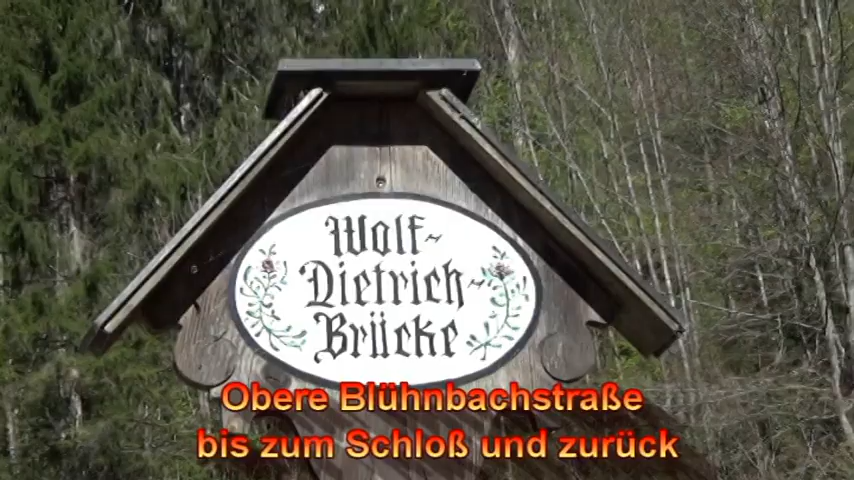 Wolf-
Dietrich-
Brücke
Obere Blühnbachstraße
bis zum Schloß und zurück